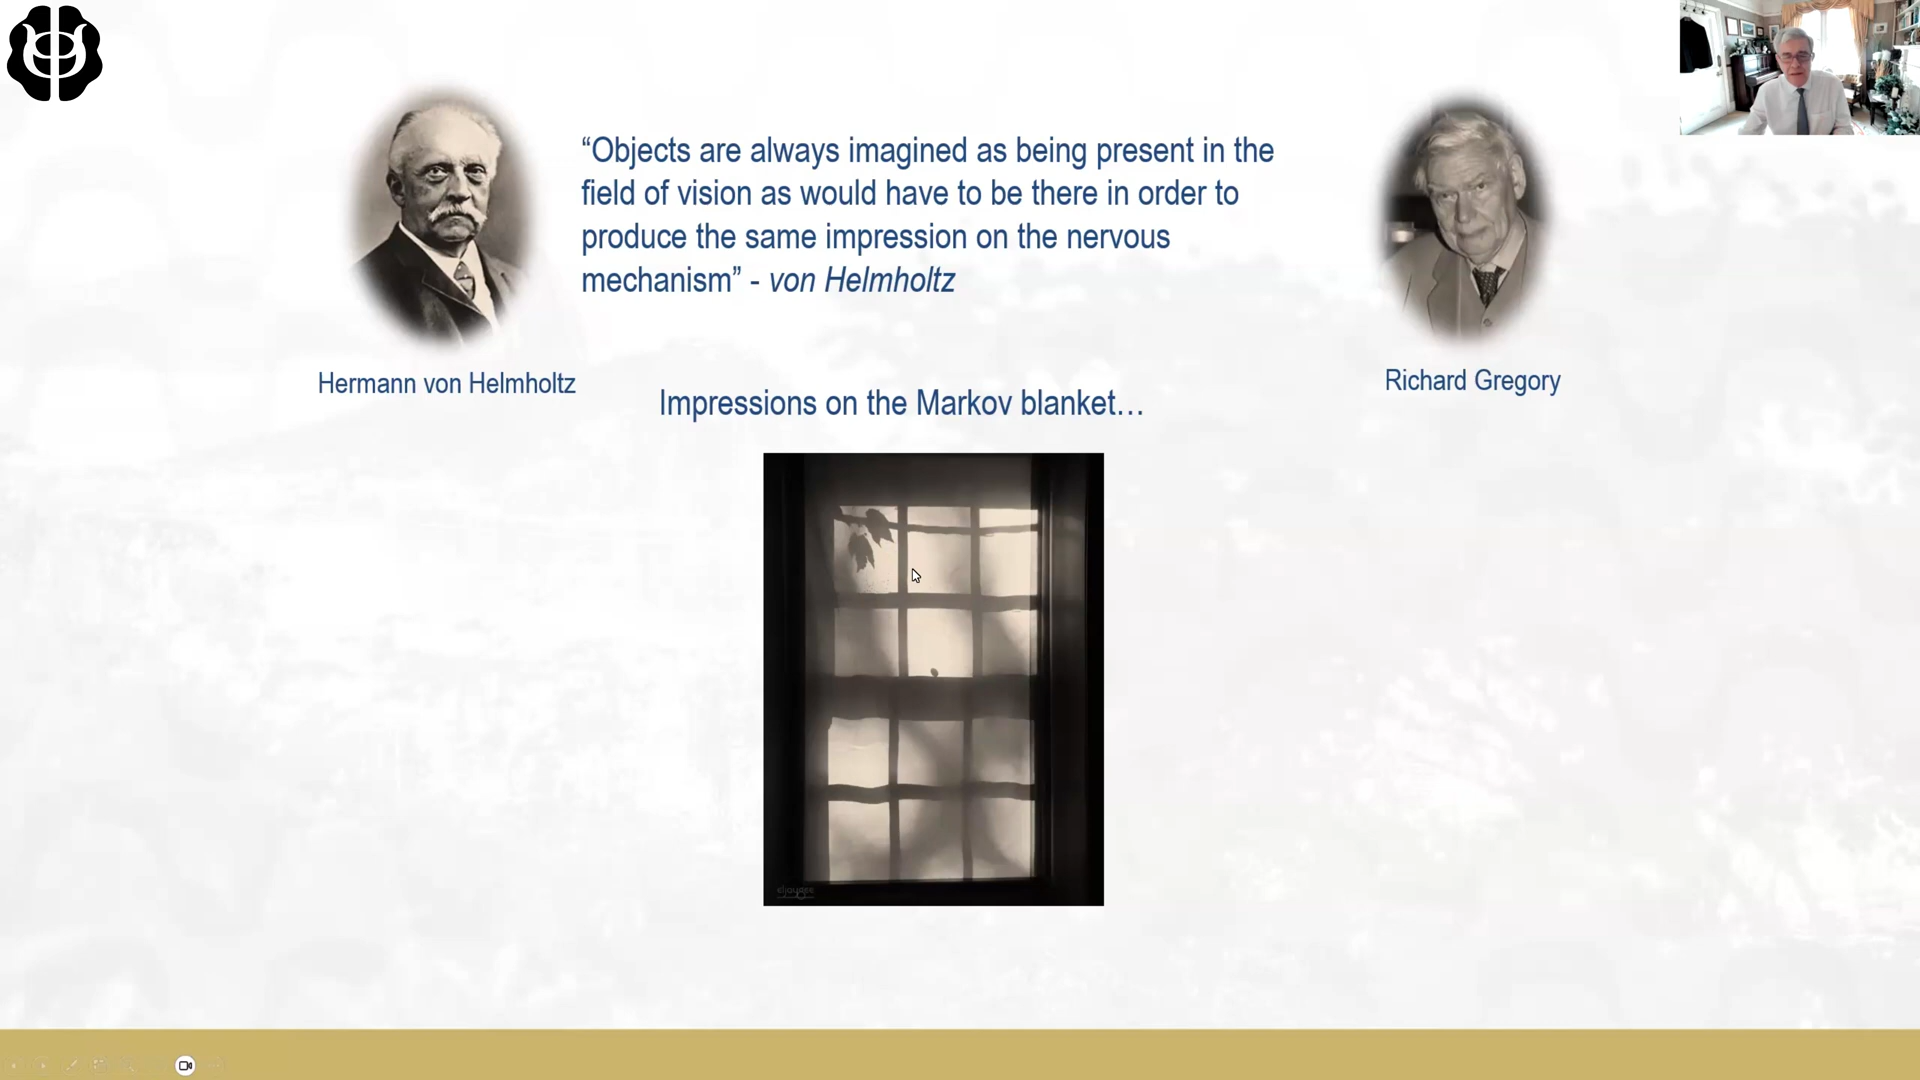 “Objects are always imagined as being present in the
field of vision as would have to be there in order to
produce the same impression on the nervous
mechanism” - von Helmholtz
Hermann von Helmholtz
Richard Gregory
Impressions on the Markov blanket…